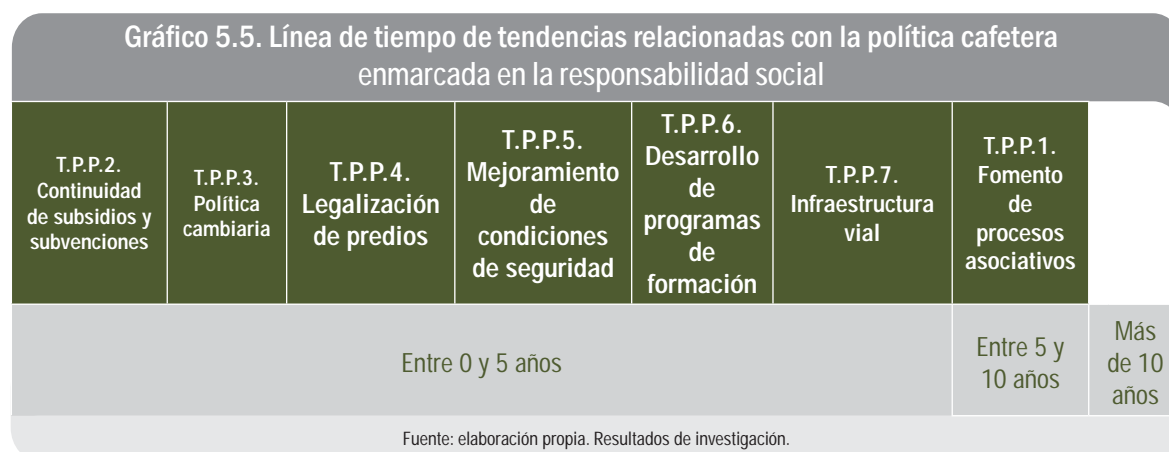 Gráfico 5.5. Línea de tiempo de tendencias relacionadas con la política cafetera
enmarcada en la responsabilidad social
T.P.P.2.
Continuidad
de subsidios y
subvenciones
T.P.P.3.
Política
cambiaria
T.P.P.4.
Legalización
de predios
T.P.P.5.
Mejoramiento
de
condiciones
de seguridad
T.P.P.6.
Desarrollo
de
programas
de
formación
T.P.P.7.
Infraestructura
vial
T.P.P.1.
Fomento
de
procesos
asociativos
Entre 0 y 5 años
Entre 5 y
10 años
Más
de 10
años
Fuente: elaboración propia. Resultados de investigación.